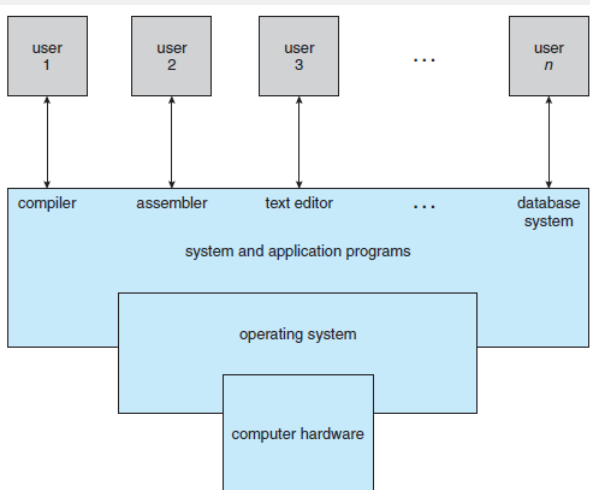 user
1
user
2
user
3
...
user
n
compiler
assembler
text editor
...
database
system
system and application programs
operating system
computer hardware